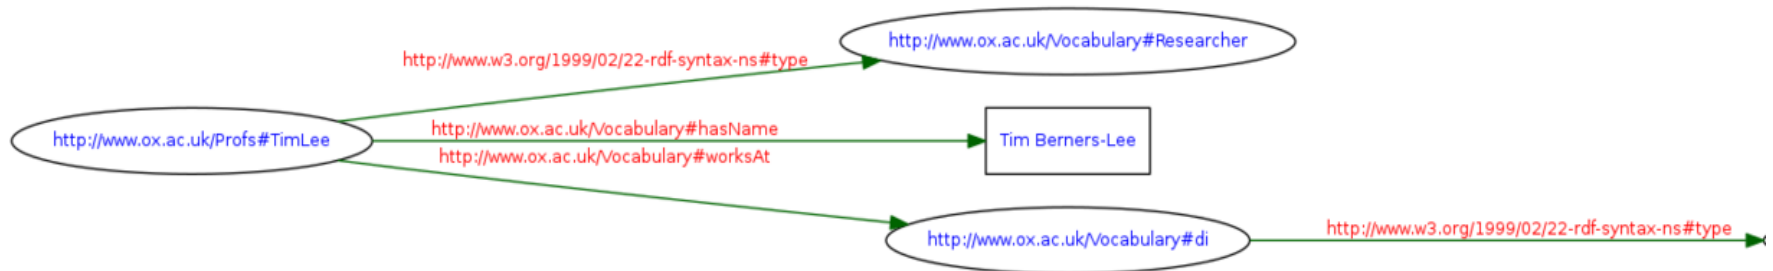 http://www.ox.ac.uk/Vocabulary#Researcher
http://www.w3.org/1999/02/22-rdf-syntax-ns#type
http://www.ox.ac.uk/Vocabulary#hasName
http://www.ox.ac.uk/Profs#TimLee
Tim Berners-Lee
http://www.ox.ac.uk/Vocabulary#worksAt
http://www.w3.org/1999/02/22-rdf-syntax-ns#type
http://www.ox.ac.uk/Vocabulary#di